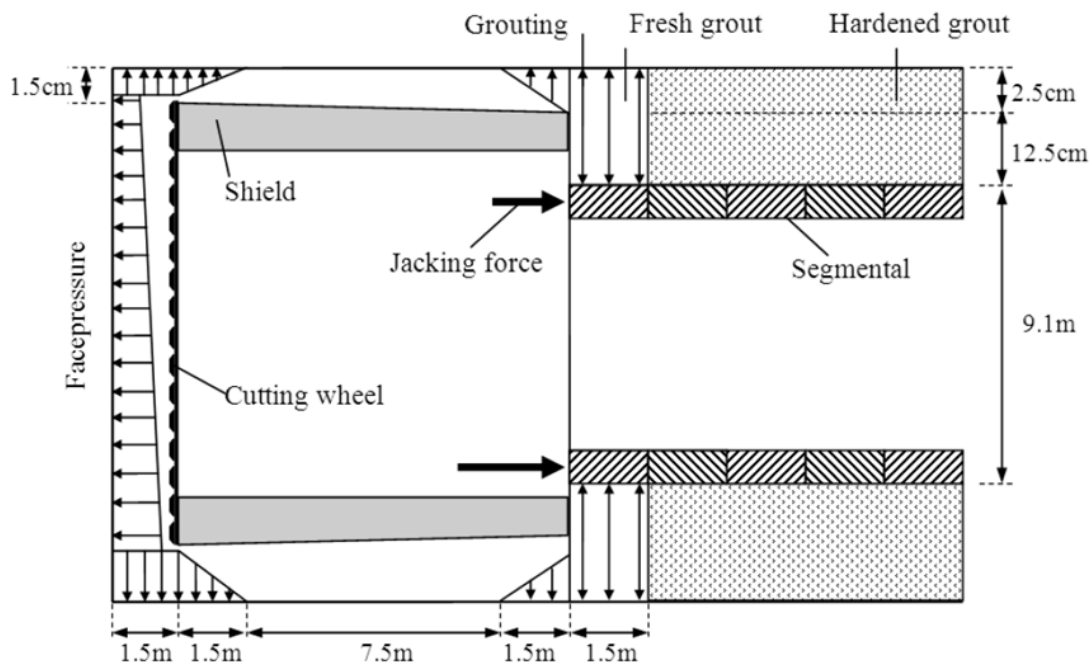 Grouting
Fresh grout
Hardened grout
1.5cm
2.5cm
12.5cm
Shield
Jacking force
Segmental
9.1m
Facepressure
Cutting wheel
1.5m
1.5m
7.5m
1.5m
1.5m